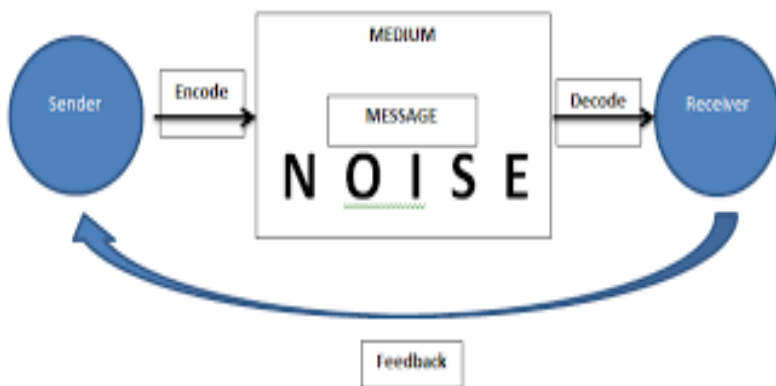 MEDIUM
Sender
Encode
MESSAGE
Decode
Receiver
N O I S E
Feedback